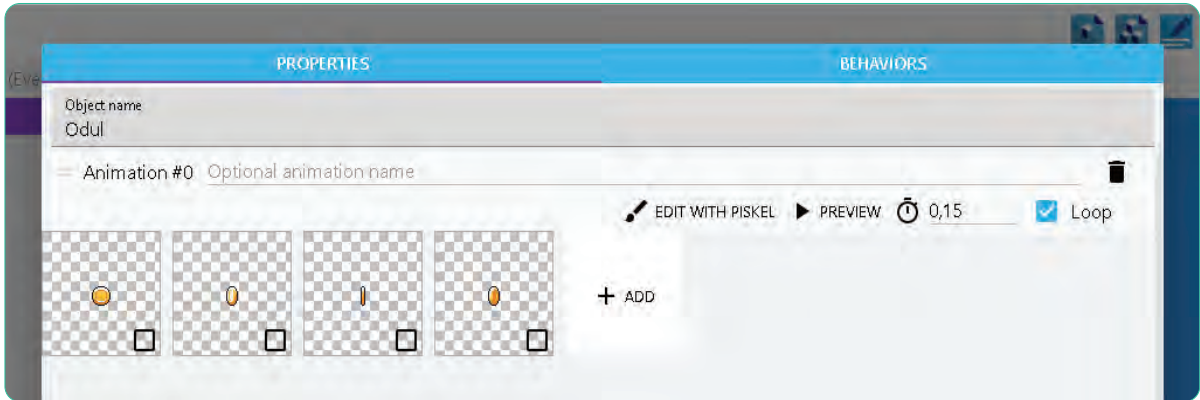 PROPERTIES
BEHAVIORS
(Eve
Object name
Odul
Animation #0 Optional animation name
EDIT WITH PISKEL PREVIEW 0,15 Loop
ADD